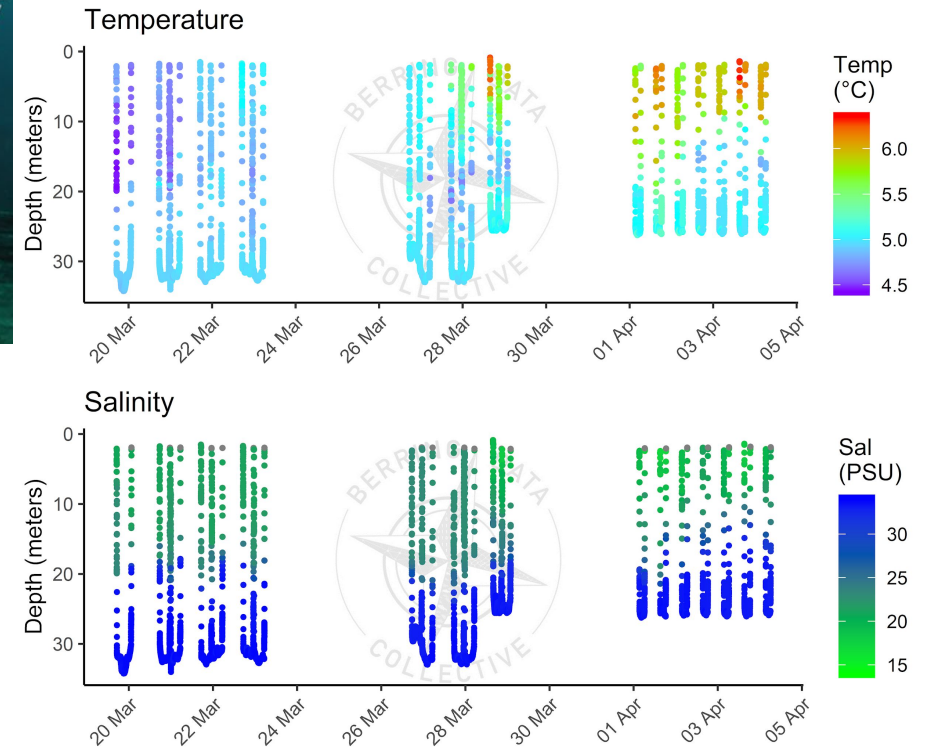 Temperature
0
10
20
30
Depth (meters)
20 Mar
22 Mar
24 Mar
26 Mar
28 Mar
30 Mar
01 Apr
03 Apr
05 Apr
Temp
(°C)
6.0
5.5
5.0
4.5
BERRING DATA
COLLECTIVE
Salinity
0
10
20
30
Depth (meters)
20 Mar
22 Mar
24 Mar
26 Mar
28 Mar
30 Mar
01 Apr
03 Apr
05 Apr
Sal
(PSU)
30
25
20
15
BERRING DATA
COLLECTIVE